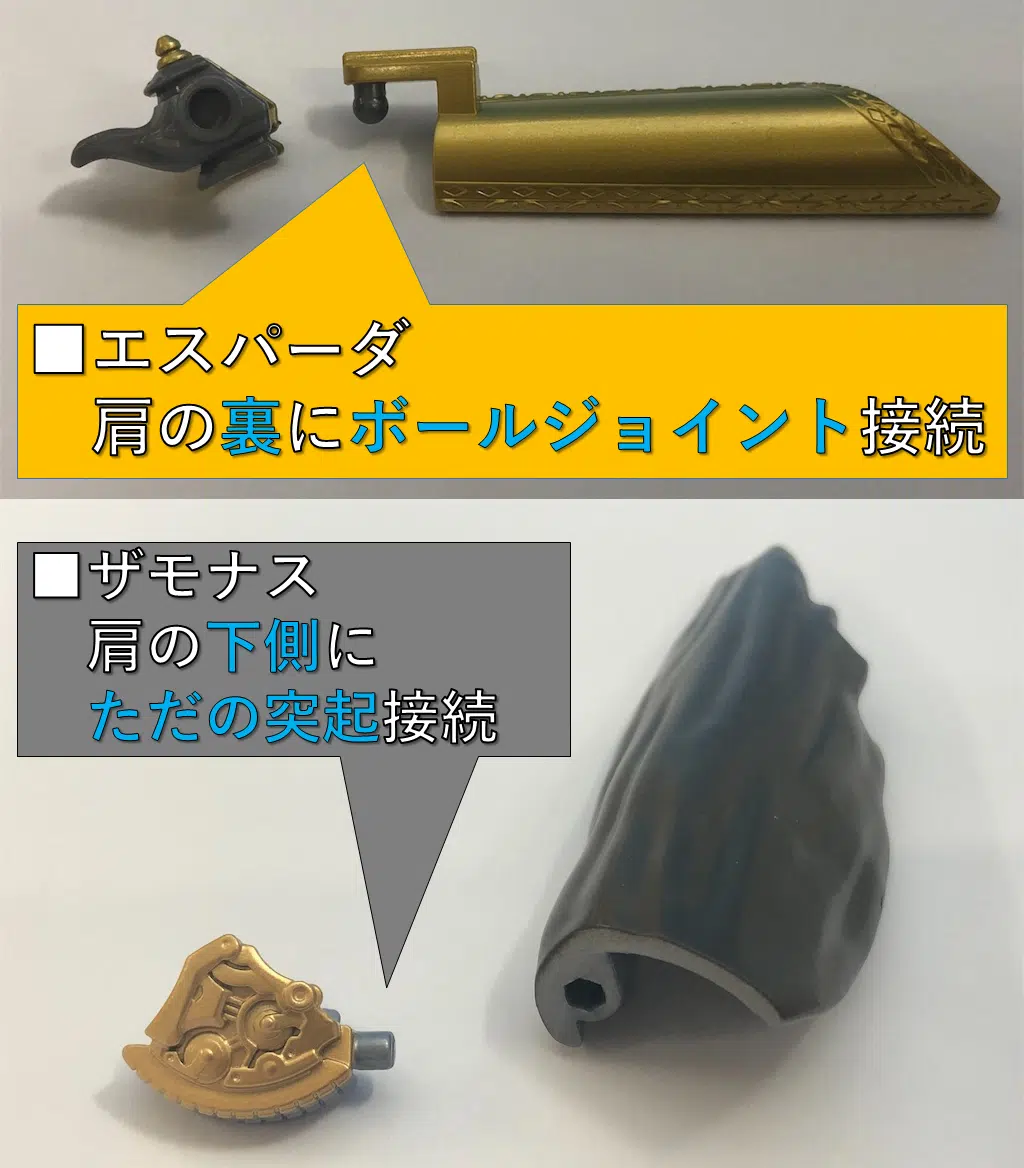 ■エスパーダ
肩の裏にボールジョイント接続
■ザモナス
肩の下側に
ただの突起接続